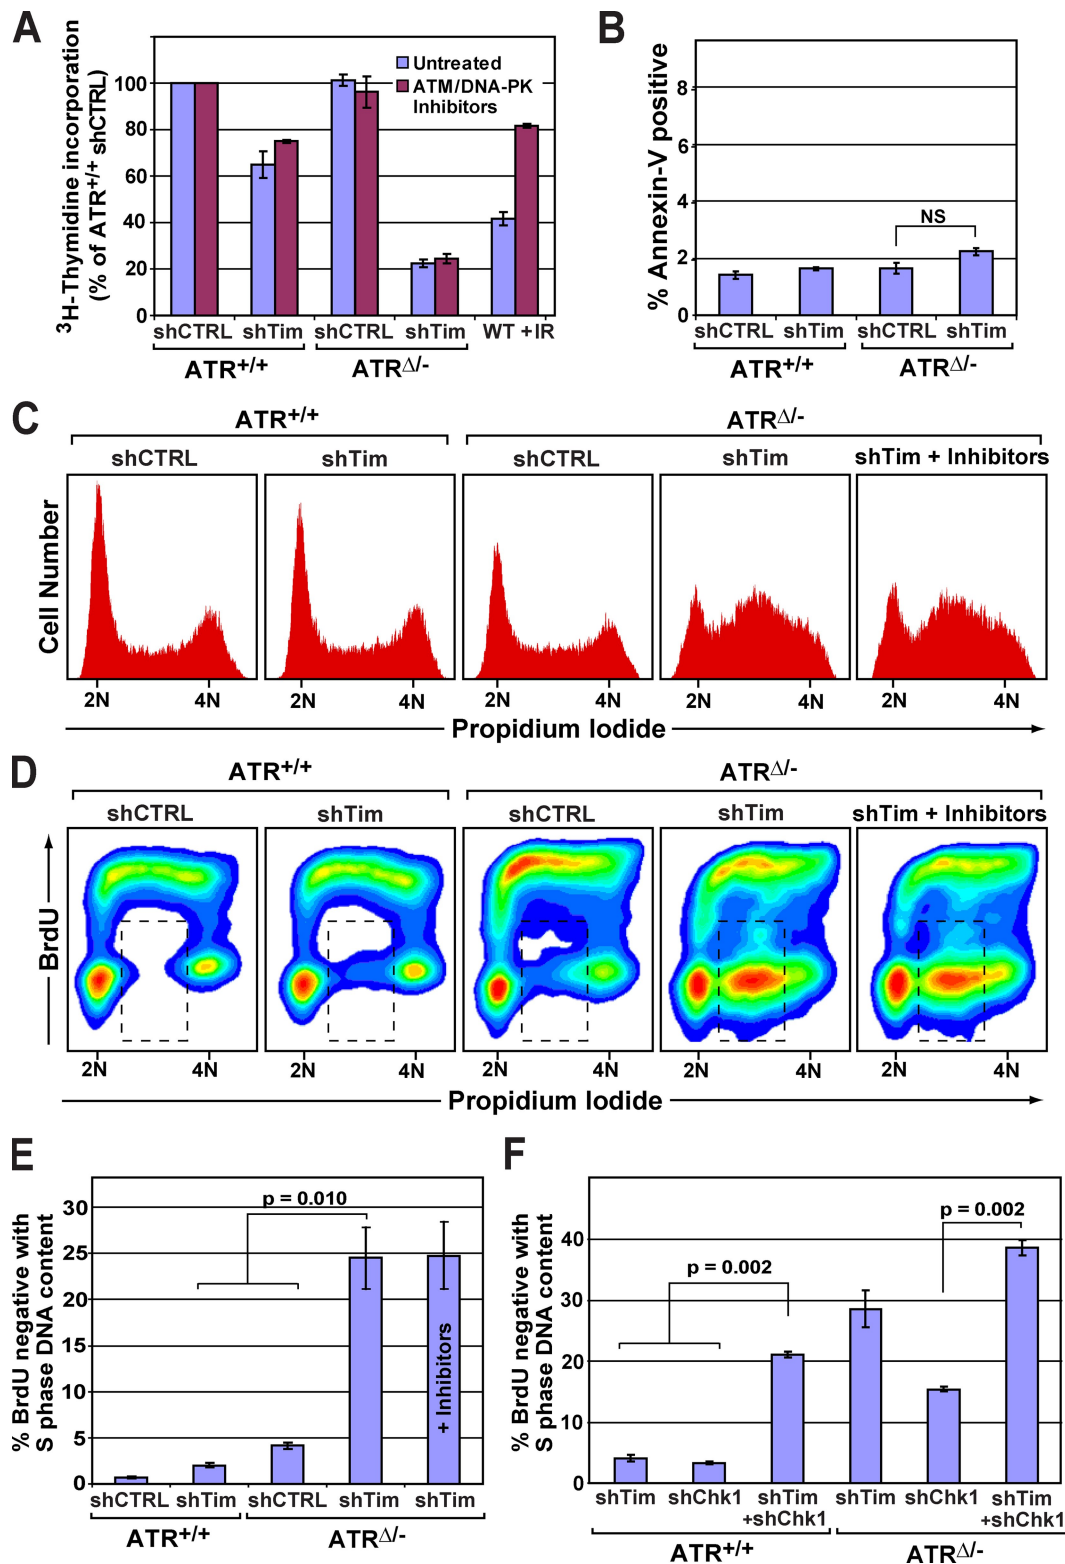 A
³H-Thymidine incorporation
(% of ATR+/+ shCTRL)
100
80
60
40
20
0
Untreated
ATM/DNA-PK
Inhibitors
shCTRL shTim shCTRL shTim WT +IR
ATR+/+ ATRΔ/-
B
% Annexin-V positive
8
6
4
2
0
NS
shCTRL shTim shCTRL shTim
ATR+/+ ATRΔ/-
C
ATR+/+ ATRΔ/-
shCTRL shTim shCTRL shTim shTim + Inhibitors
Cell Number
2N 4N 2N 4N 2N 4N 2N 4N 2N 4N
Propidium Iodide
D
ATR+/+ ATRΔ/-
shCTRL shTim shCTRL shTim shTim + Inhibitors
BrdU
2N 4N 2N 4N 2N 4N 2N 4N 2N 4N
Propidium Iodide
E
% BrdU negative with
S phase DNA content
30
25
20
15
10
5
0
p = 0.010
+ Inhibitors
shCTRL shTim shCTRL shTim shTim
ATR+/+ ATRΔ/-
F
% BrdU negative with
S phase DNA content
40
30
20
10
0
p = 0.002
p = 0.002
shTim shChk1 shTim shTim shChk1 shTim
+shChk1 +shChk1
ATR+/+ ATRΔ/-